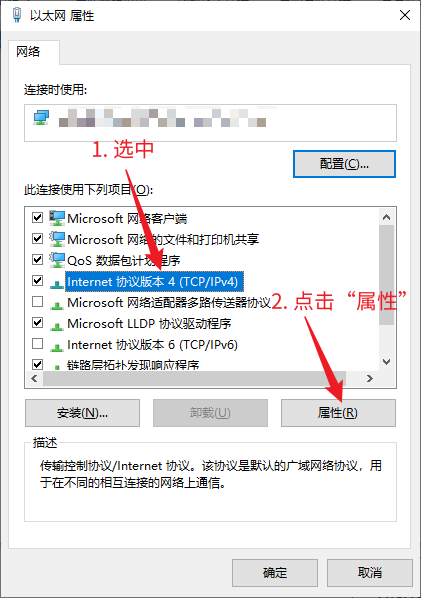 以太网 属性
网络
连接时使用:
1. 选中
配置(C)...
此连接使用下列项目(O):
Microsoft 网络客户端
Microsoft 网络的文件和打印机共享
QoS 数据包计划程序
Internet 协议版本 4 (TCP/IPv4)
Microsoft 网络适配器多路传送器协议
2. 点击“属性”
Microsoft LLDP 协议驱动程序
Internet 协议版本 6 (TCP/IPv6)
链路层拓扑发现响应程序
安装(N)...
卸载(U)
属性(R)
描述
传输控制协议/Internet 协议。该协议是默认的广域网络协议，用
于在不同的相互连接的网络上通信。
确定
取消